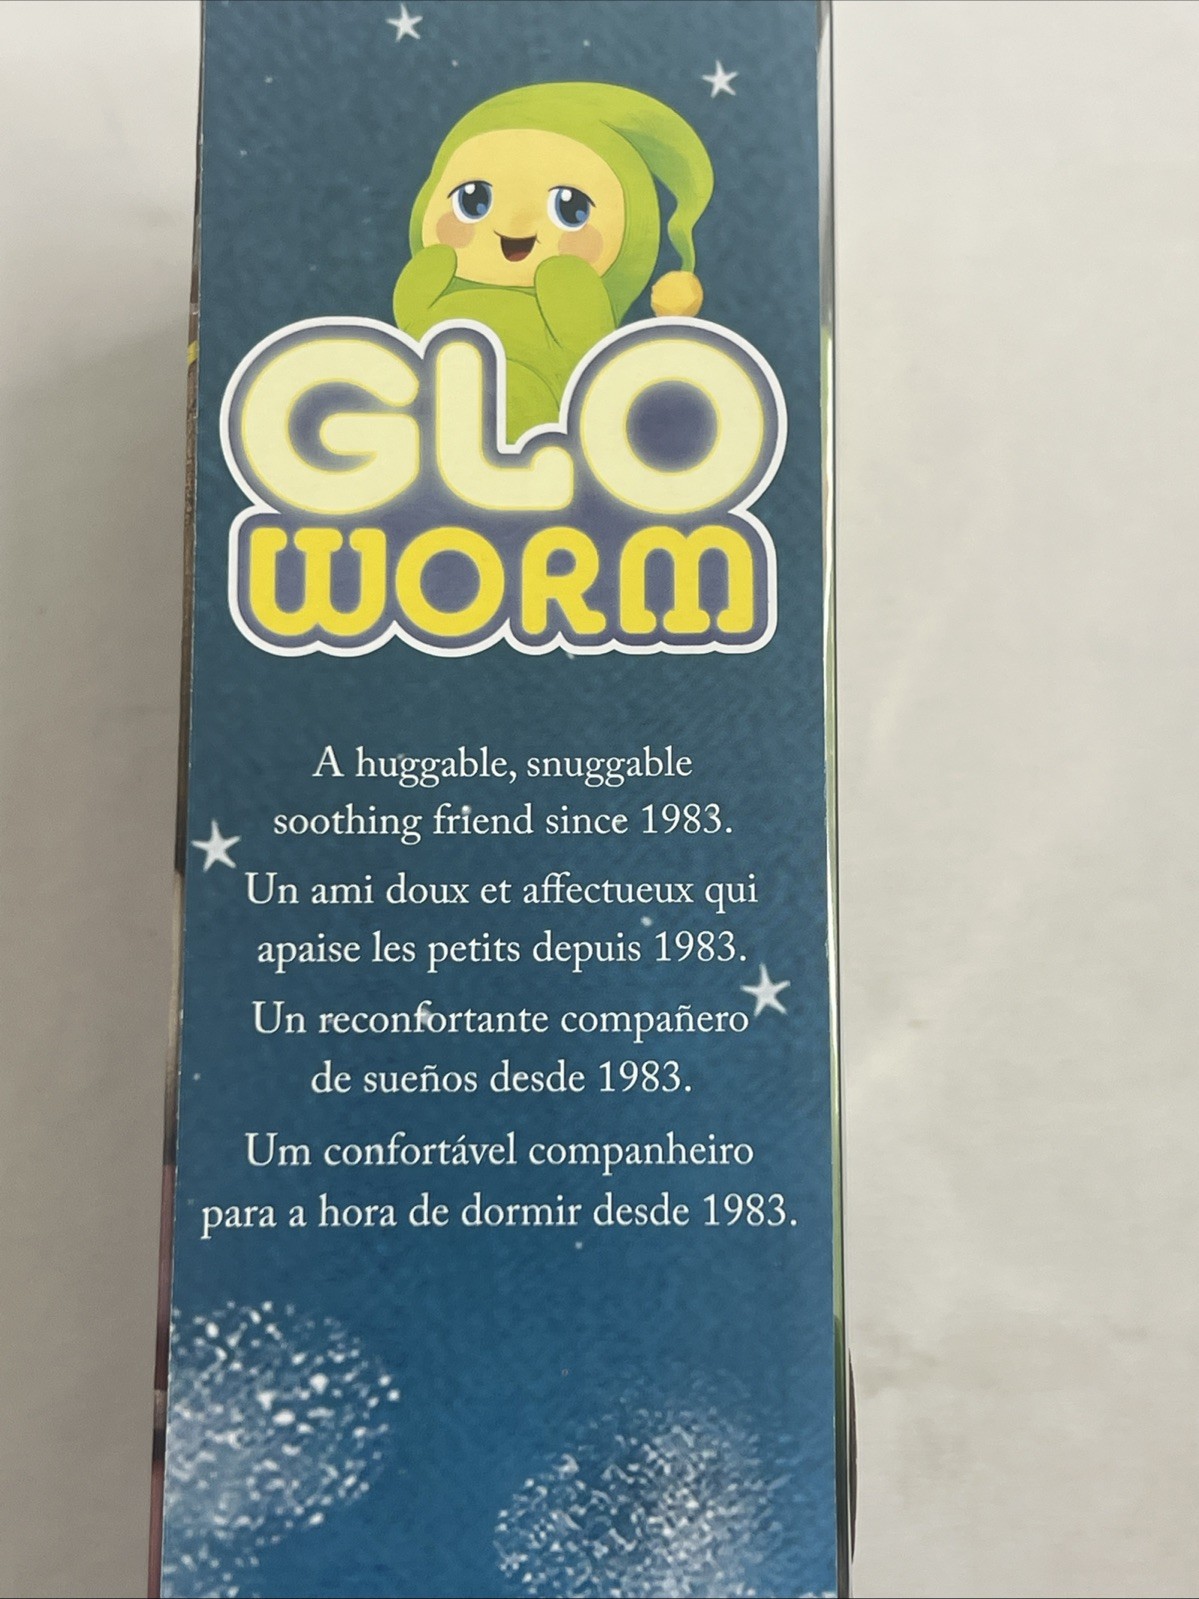 GLO
WORM
A huggable, snuggable
soothing friend since 1983.
Un ami doux et affectueux qui
apaise les petits depuis 1983.
Un reconfortante compañero
de sueños desde 1983.
Um confortável companheiro
para a hora de dormir desde 1983.